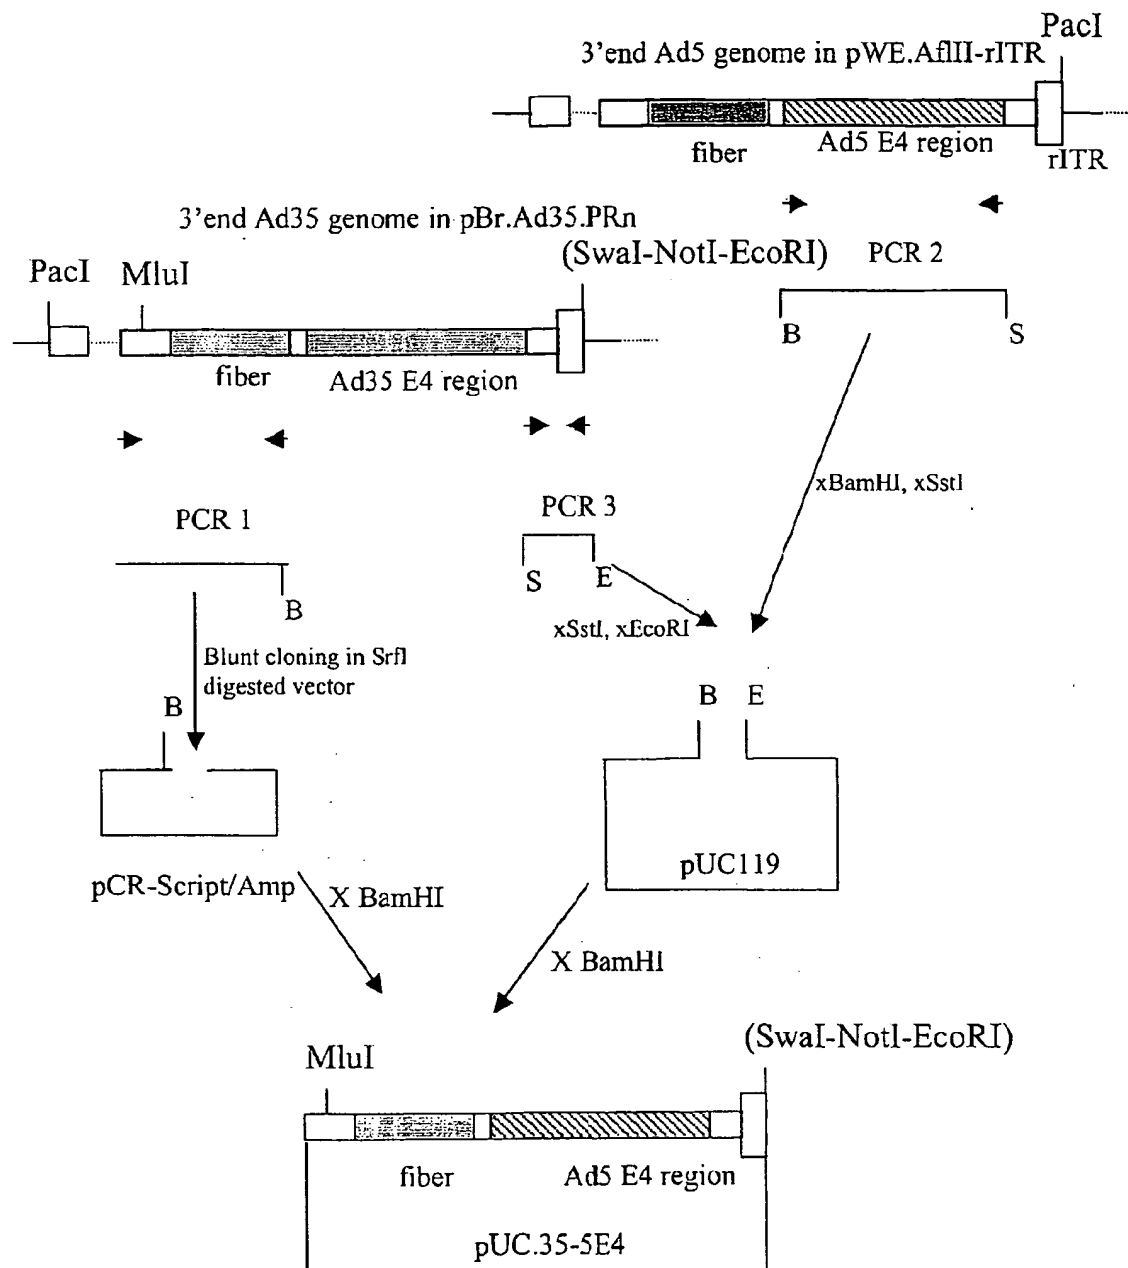 PacI
3'end Ad5 genome in pWE.AflII-rITR
fiber
Ad5 E4 region
rITR
3'end Ad35 genome in pBr.Ad35.PRn
(SwaI-NotI-EcoRI)
PCR 2
PacI
MluI
B
S
fiber
Ad35 E4 region
xBamHI, xSstI
PCR 1
PCR 3
S
E
B
xSstI, xEcoRI
Blunt cloning in SrfI
digested vector
B
B
E
pUC119
pCR-Script/Amp
X BamHI
X BamHI
(SwaI-NotI-EcoRI)
MluI
fiber
Ad5 E4 region
pUC.35-5E4